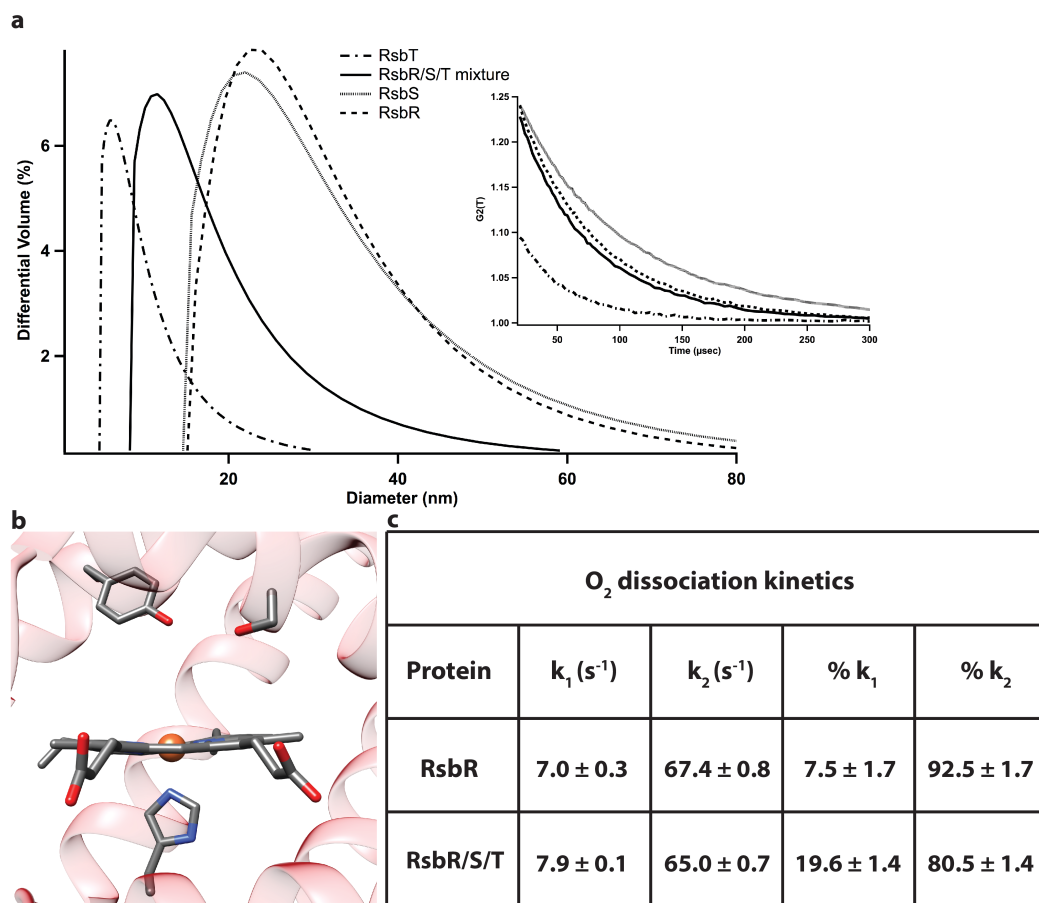 a
RsbT
RsbR/S/T mixture
RsbS
RsbR
Differential Volume (%)
6
4
2
20
40
60
80
Diameter (nm)
1.25
1.20
1.15
1.10
1.05
1.00
G2(T)
50
100
150
200
250
300
Time (μsec)
b
c
O₂ dissociation kinetics
Protein k₁ (s⁻¹) k₂ (s⁻¹) % k₁ % k₂
RsbR 7.0 ± 0.3 67.4 ± 0.8 7.5 ± 1.7 92.5 ± 1.7
RsbR/S/T 7.9 ± 0.1 65.0 ± 0.7 19.6 ± 1.4 80.5 ± 1.4